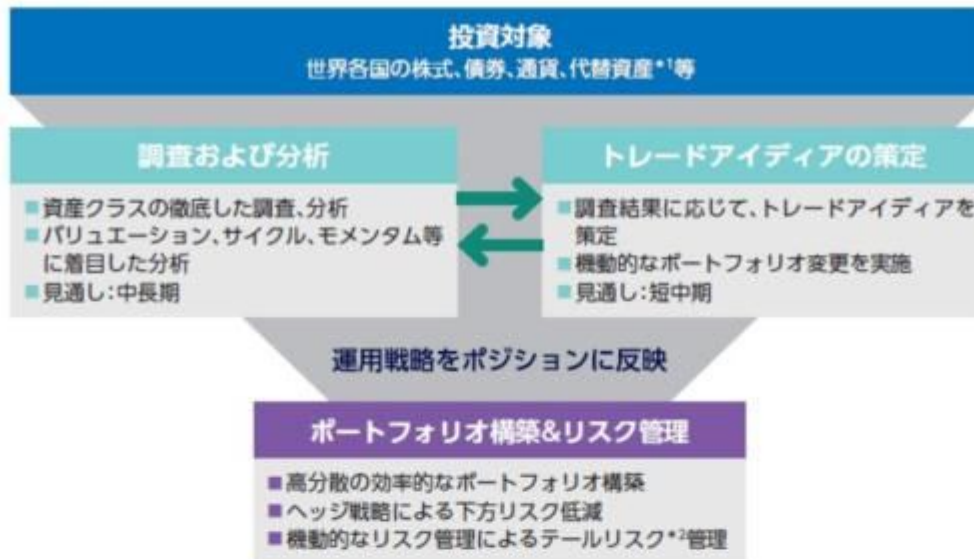 投資対象
世界各国の株式、債券、通貨、代替資産*1等
調査および分析
■資産クラスの徹底した調査、分析
■バリュエーション、サイクル、モメンタム等
に着目した分析
■見通し:中長期
トレードアイディアの策定
■調査結果に応じて、トレードアイディアを
策定
■機動的なポートフォリオ変更を実施
■見通し:短中期
運用戦略をポジションに反映
ポートフォリオ構築&リスク管理
■高分散の効率的なポートフォリオ構築
■ヘッジ戦略による下方リスク低減
■機動的なリスク管理によるテールリスク*2管理